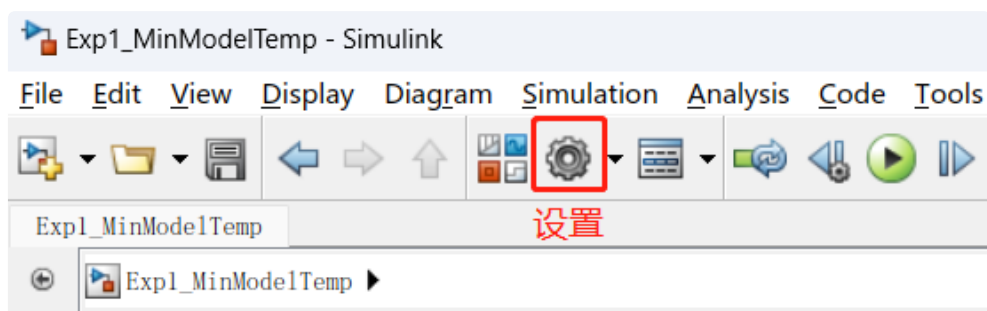 Exp1_MinModelTemp - Simulink
File Edit View Display Diagram Simulation Analysis Code Tools
设置
Exp1_MinModelTemp
Exp1_MinModelTemp